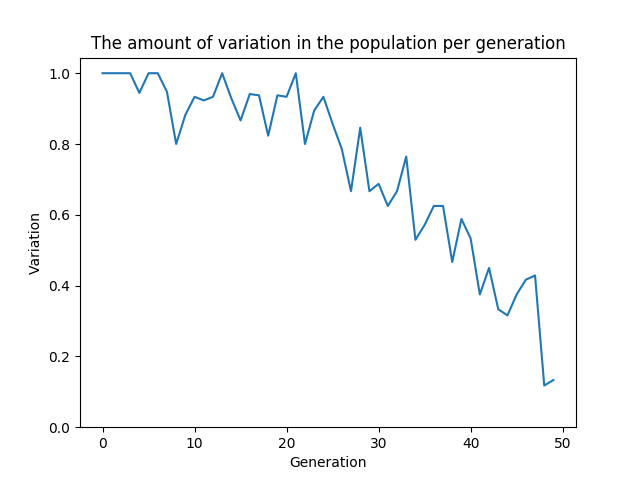 The amount of variation in the population per generation
1.0
0.8
0.6
0.4
0.2
0.0
Variation
0 10 20 30 40 50
Generation